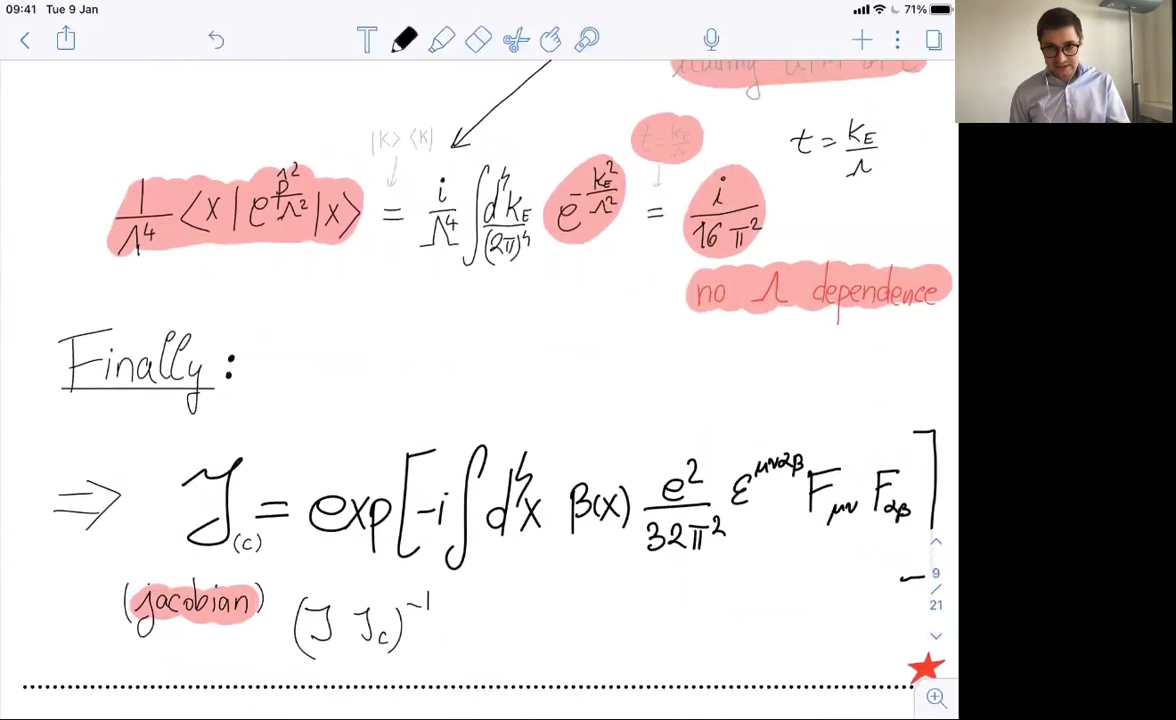 09:41 Tue 9 Jan 71%
|K> <K|
t = k_E/Λ
t = k_E/Λ
1/Λ⁴ <x| e^(p̂²/Λ²) |x> = i/Λ⁴ ∫ d⁴k_E/(2π)⁴ e^(-k_E²/Λ²) = i/16π²
no Λ dependence
Finally:
⇒ J_(c) = exp[-i ∫ d⁴x β(x) e²/32π² ε^μναβ F_μν F_αβ]
(jacobian) (J J_c)⁻¹
9
/
21